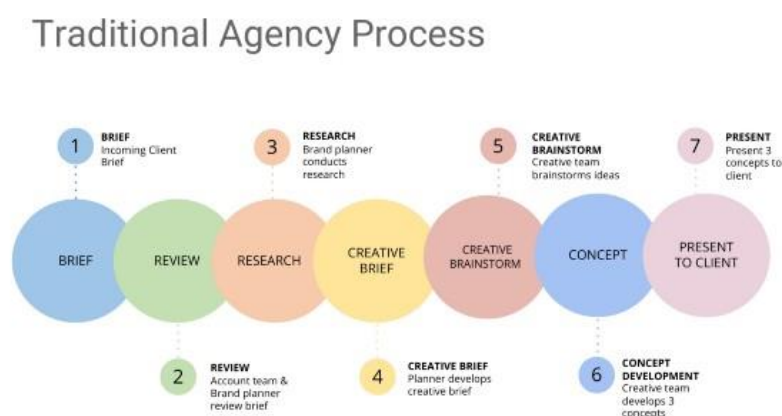 Traditional Agency Process
1
BRIEF
Incoming Client
Brief
3
RESEARCH
Brand planner
conducts
research
5
CREATIVE
BRAINSTORM
Creative team
brainstorms ideas
7
PRESENT
Present 3
concepts to
client
BRIEF
REVIEW
RESEARCH
CREATIVE
BRIEF
CREATIVE
BRAINSTORM
CONCEPT
PRESENT
TO CLIENT
2
REVIEW
Account team &
Brand planner
review brief
4
CREATIVE BRIEF
Planner develops
creative brief
6
CONCEPT
DEVELOPMENT
Creative team
develops 3
concepts